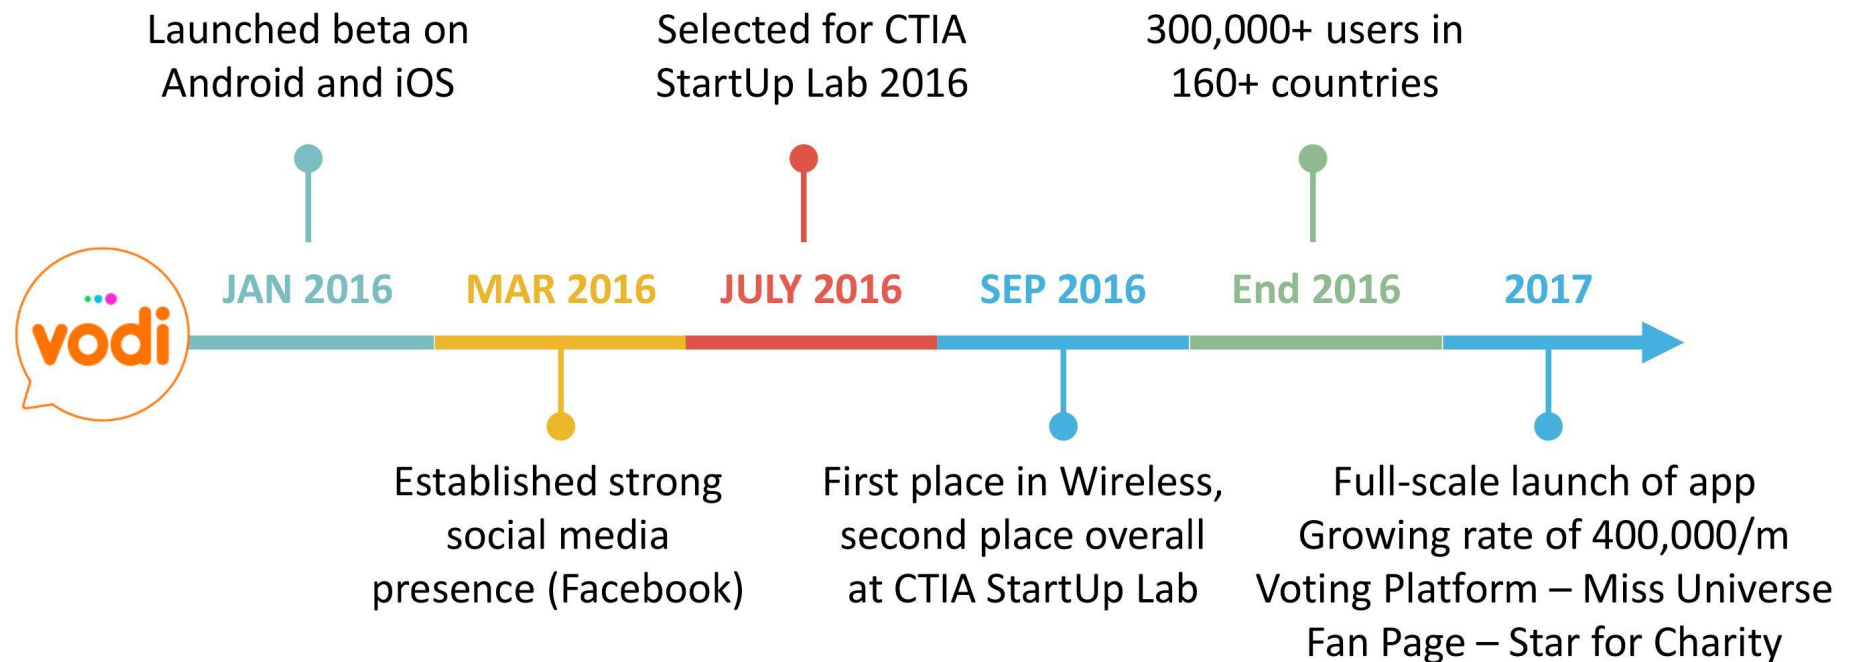 Launched beta on
Android and iOS
Selected for CTIA
StartUp Lab 2016
300,000+ users in
160+ countries
vodi
JAN 2016
MAR 2016
JULY 2016
SEP 2016
End 2016
2017
Established strong
social media
presence (Facebook)
First place in Wireless,
second place overall
at CTIA StartUp Lab
Full-scale launch of app
Growing rate of 400,000/m
Voting Platform – Miss Universe
Fan Page – Star for Charity